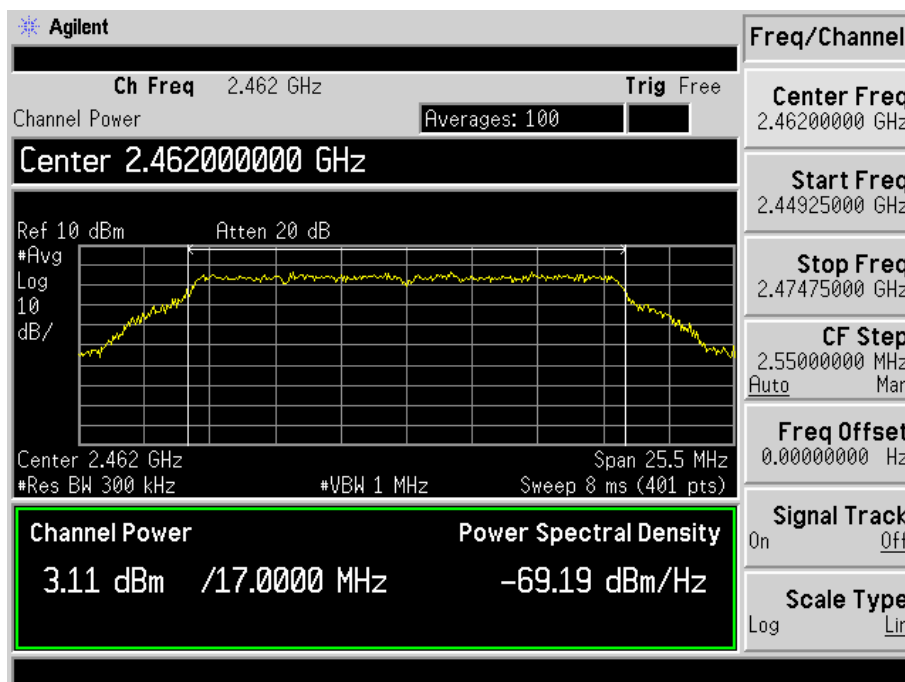 Agilent
Freq/Channel
Ch Freq 2.462 GHz Trig Free
Channel Power Averages: 100
Center 2.462000000 GHz
Ref 10 dBm Atten 20 dB
#Avg
Log
10
dB/
Center 2.462 GHz Span 25.5 MHz
#Res BW 300 kHz #VBW 1 MHz Sweep 8 ms (401 pts)
Channel Power Power Spectral Density
3.11 dBm /17.0000 MHz -69.19 dBm/Hz
Center Freq
2.46200000 GHz
Start Freq
2.44925000 GHz
Stop Freq
2.47475000 GHz
CF Step
2.55000000 MHz
Auto Man
Freq Offset
0.00000000 Hz
Signal Track
On Off
Scale Type
Log Lin